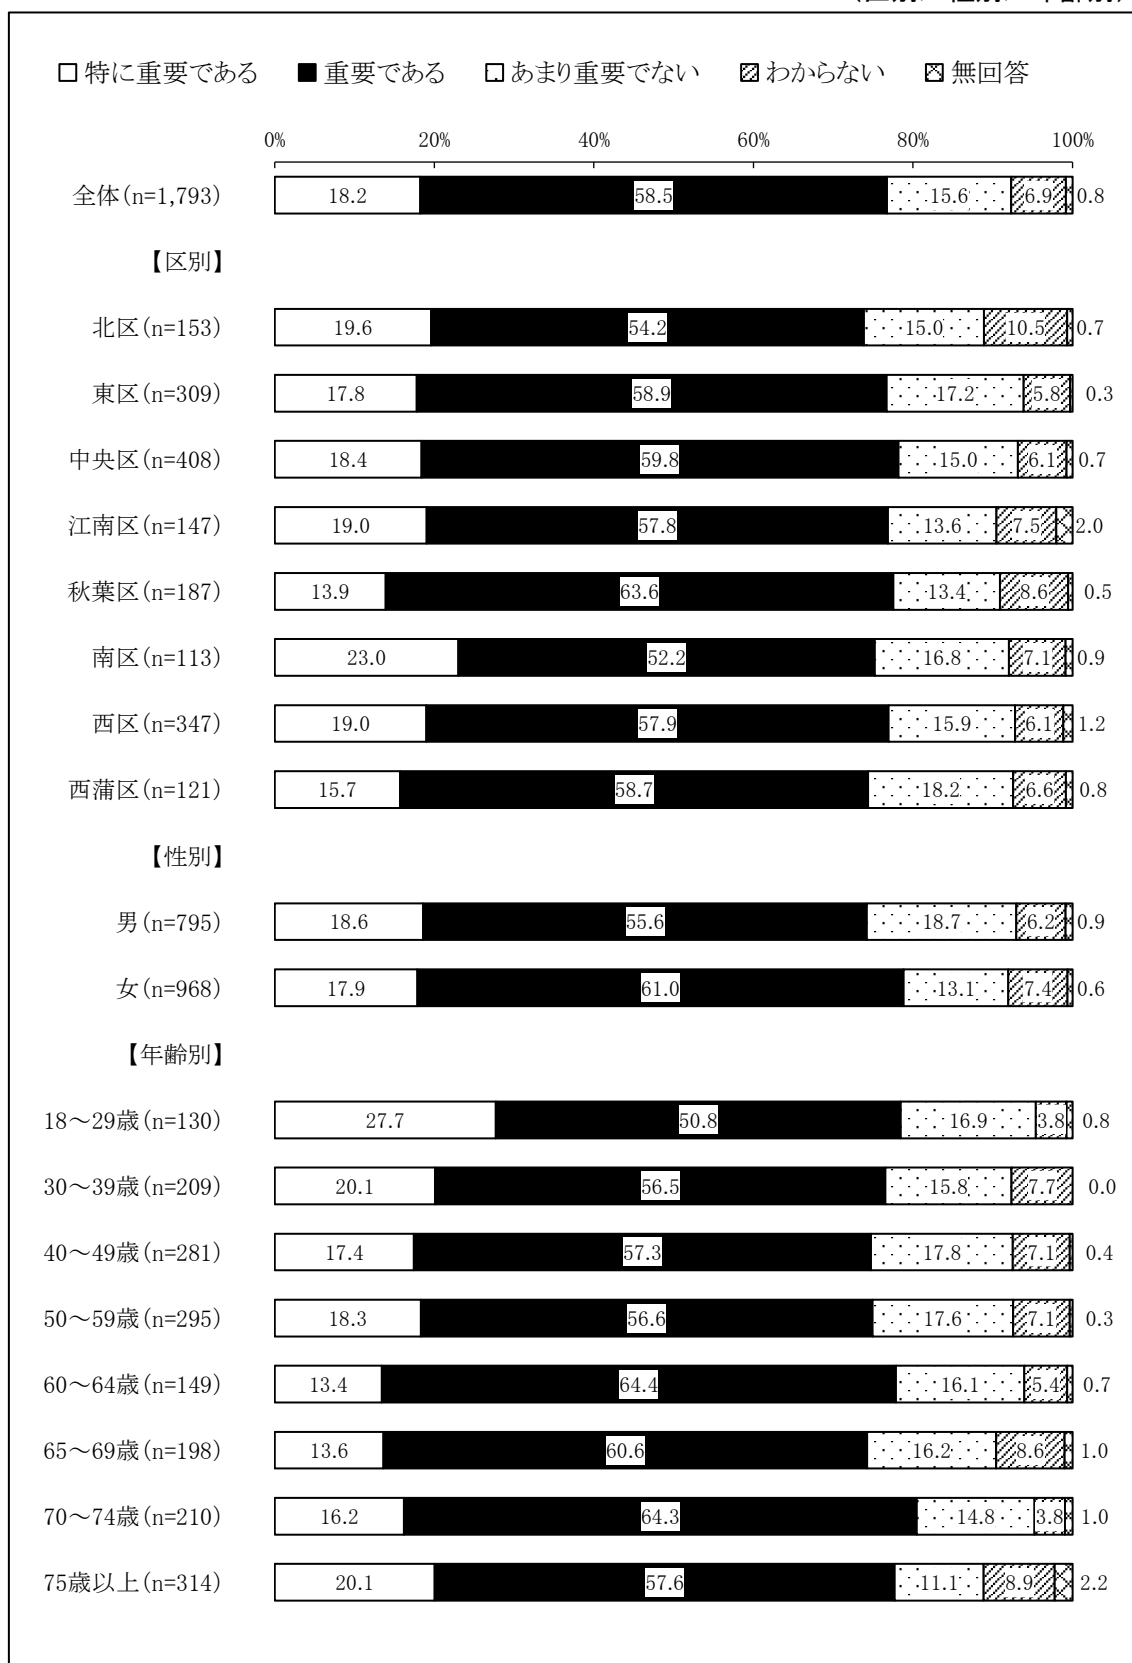 □特に重要である ■重要である □あまり重要でない わからない 無回答
0% 20% 40% 60% 80% 100%
全体(n=1,793) 18.2 58.5 15.6 6.9 0.8
【区別】
北区(n=153) 19.6 54.2 15.0 10.5 0.7
東区(n=309) 17.8 58.9 17.2 5.8 0.3
中央区(n=408) 18.4 59.8 15.0 6.1 0.7
江南区(n=147) 19.0 57.8 13.6 7.5 2.0
秋葉区(n=187) 13.9 63.6 13.4 8.6 0.5
南区(n=113) 23.0 52.2 16.8 7.1 0.9
西区(n=347) 19.0 57.9 15.9 6.1 1.2
西蒲区(n=121) 15.7 58.7 18.2 6.6 0.8
【性別】
男(n=795) 18.6 55.6 18.7 6.2 0.9
女(n=968) 17.9 61.0 13.1 7.4 0.6
【年齢別】
18～29歳(n=130) 27.7 50.8 16.9 3.8 0.8
30～39歳(n=209) 20.1 56.5 15.8 7.7 0.0
40～49歳(n=281) 17.4 57.3 17.8 7.1 0.4
50～59歳(n=295) 18.3 56.6 17.6 7.1 0.3
60～64歳(n=149) 13.4 64.4 16.1 5.4 0.7
65～69歳(n=198) 13.6 60.6 16.2 8.6 1.0
70～74歳(n=210) 16.2 64.3 14.8 3.8 1.0
75歳以上(n=314) 20.1 57.6 11.1 8.9 2.2